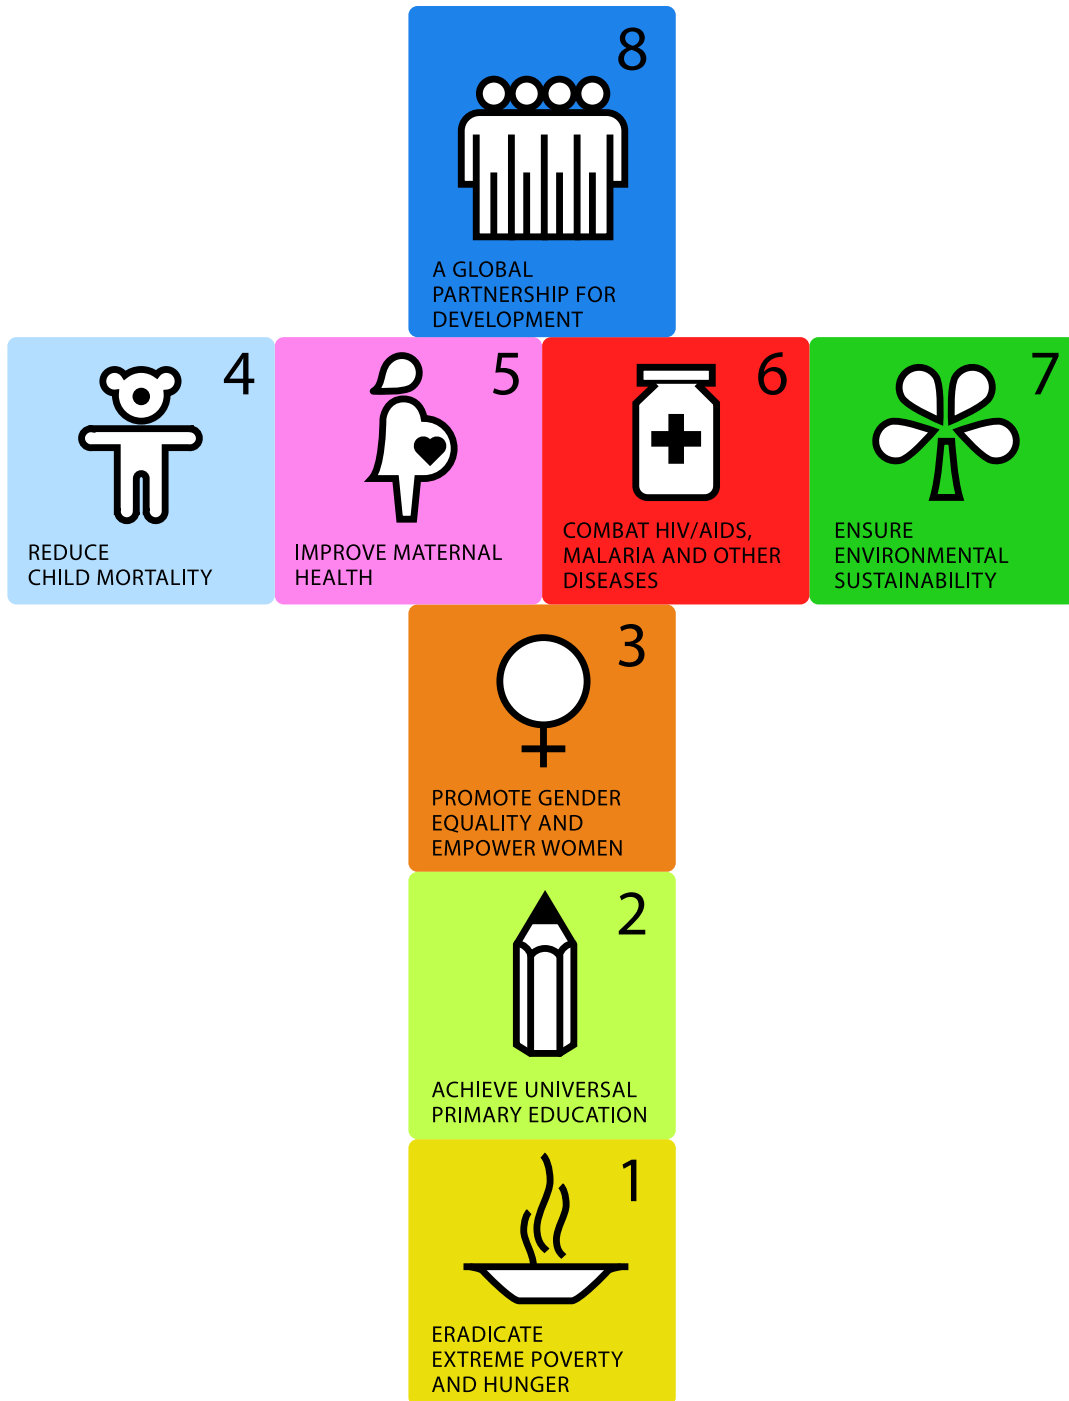 8
A GLOBAL
PARTNERSHIP FOR
DEVELOPMENT
4
REDUCE
CHILD MORTALITY
5
IMPROVE MATERNAL
HEALTH
6
COMBAT HIV/AIDS,
MALARIA AND OTHER
DISEASES
7
ENSURE
ENVIRONMENTAL
SUSTAINABILITY
3
PROMOTE GENDER
EQUALITY AND
EMPOWER WOMEN
2
ACHIEVE UNIVERSAL
PRIMARY EDUCATION
1
ERADICATE
EXTREME POVERTY
AND HUNGER